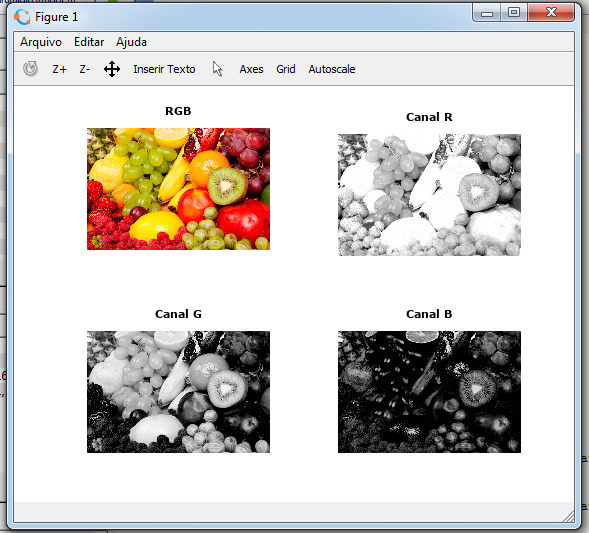 Figure 1
Arquivo Editar Ajuda
Z+ Z- Inserir Texto Axes Grid Autoscale
RGB
Canal R
Canal G
Canal B